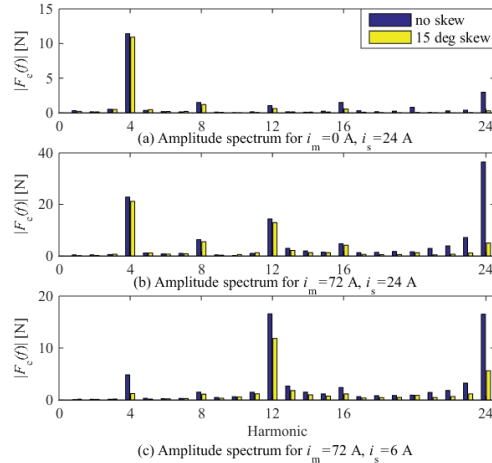 15
no skew
15 deg skew
10
|F_c(f)| [N]
5
0
0 4 8 12 16 20 24
(a) Amplitude spectrum for i_m=0 A, i_s=24 A
40
|F_c(f)| [N]
20
0
0 4 8 12 16 20 24
(b) Amplitude spectrum for i_m=72 A, i_s=24 A
20
|F_c(f)| [N]
10
0
0 4 8 12 16 20 24
Harmonic
(c) Amplitude spectrum for i_m=72 A, i_s=6 A